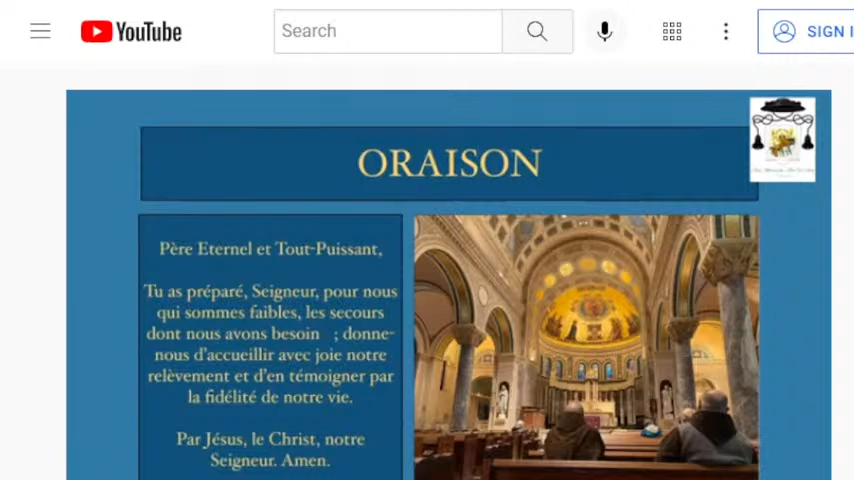 YouTube
Search
SIGN I
ORAISON
Père Eternel et Tout-Puissant,
Tu as préparé, Seigneur, pour nous
qui sommes faibles, les secours
dont nous avons besoin ; donne-
nous d'accueillir avec joie notre
relèvement et d'en témoigner par
la fidélité de notre vie.
Par Jésus, le Christ, notre
Seigneur. Amen.